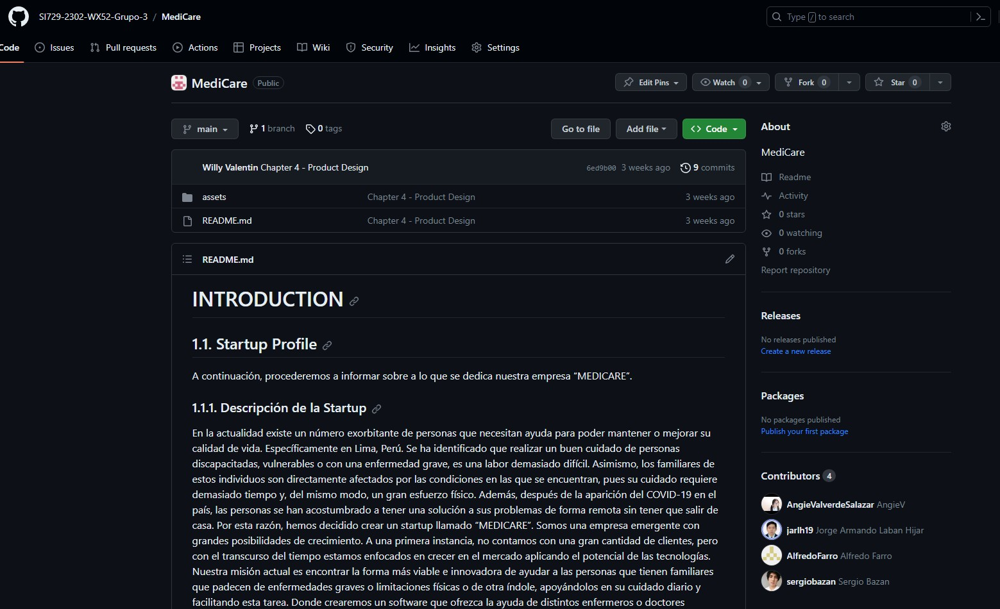 SI729-2302-WX52-Grupo-3 / MediCare
Type / to search
Code Issues Pull requests Actions Projects Wiki Security Insights Settings
MediCare Public
Edit Pins Watch 0 Fork 0 Star 0
main 1 branch 0 tags Go to file Add file <> Code
Willy Valentin Chapter 4 - Product Design 6ed9b00 3 weeks ago 9 commits
assets Chapter 4 - Product Design 3 weeks ago
README.md Chapter 4 - Product Design 3 weeks ago
README.md
INTRODUCTION
1.1. Startup Profile
A continuación, procederemos a informar sobre a lo que se dedica nuestra empresa “MEDICARE”.
1.1.1. Descripción de la Startup
En la actualidad existe un número exorbitante de personas que necesitan ayuda para poder mantener o mejorar su
calidad de vida. Específicamente en Lima, Perú. Se ha identificado que realizar un buen cuidado de personas
discapacitadas, vulnerables o con una enfermedad grave, es una labor demasiado difícil. Asimismo, los familiares de
estos individuos son directamente afectados por las condiciones en las que se encuentran, pues su cuidado requiere
demasiado tiempo y, del mismo modo, un gran esfuerzo físico. Además, después de la aparición del COVID-19 en el
país, las personas se han acostumbrado a tener una solución a sus problemas de forma remota sin tener que salir de
casa. Por esta razón, hemos decidido crear un startup llamado “MEDICARE”. Somos una empresa emergente con
grandes posibilidades de crecimiento. A una primera instancia, no contamos con una gran cantidad de clientes, pero
con el transcurso del tiempo estamos enfocados en crecer en el mercado aplicando el potencial de las tecnologías.
Nuestra misión actual es encontrar la forma más viable e innovadora de ayudar a las personas que tienen familiares
que padecen de enfermedades graves o limitaciones físicas o de otra índole, apoyándolos en su cuidado diario y
facilitando esta tarea. Donde crearemos un software que ofrezca la ayuda de distintos enfermeros o doctores
About
MediCare
Readme
Activity
0 stars
0 watching
0 forks
Report repository
Releases
No releases published
Create a new release
Packages
No packages published
Publish your first package
Contributors 4
AngieValverdeSalazar AngieV
jarlh19 Jorge Armando Laban Hijar
AlfredoFarro Alfredo Farro
sergiobazan Sergio Bazan